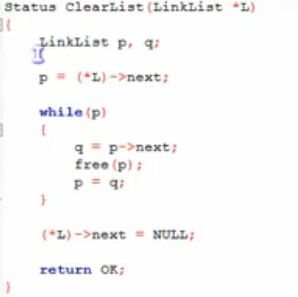 Status ClearList(LinkList *L)
{
LinkList p, q;
p = (*L)->next;
while(p)
{
q = p->next;
free(p);
p = q;
}
(*L)->next = NULL;
return OK;
}